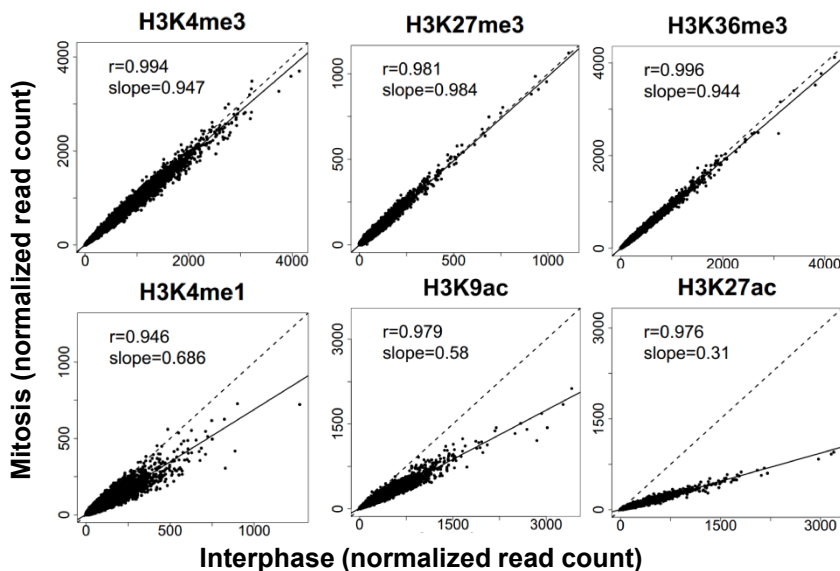 H3K4me3
H3K27me3
H3K36me3
r=0.994
slope=0.947
r=0.981
slope=0.984
r=0.996
slope=0.944
4000
2000
0
1000
500
0
4000
2000
0
0
2000
4000
0
500
1000
0
2000
4000
H3K4me1
H3K9ac
H3K27ac
r=0.946
slope=0.686
r=0.979
slope=0.58
r=0.976
slope=0.31
1000
500
0
3000
1500
0
3000
1500
0
0
500
1000
0
1500
3000
0
1500
3000
Mitosis (normalized read count)
Interphase (normalized read count)